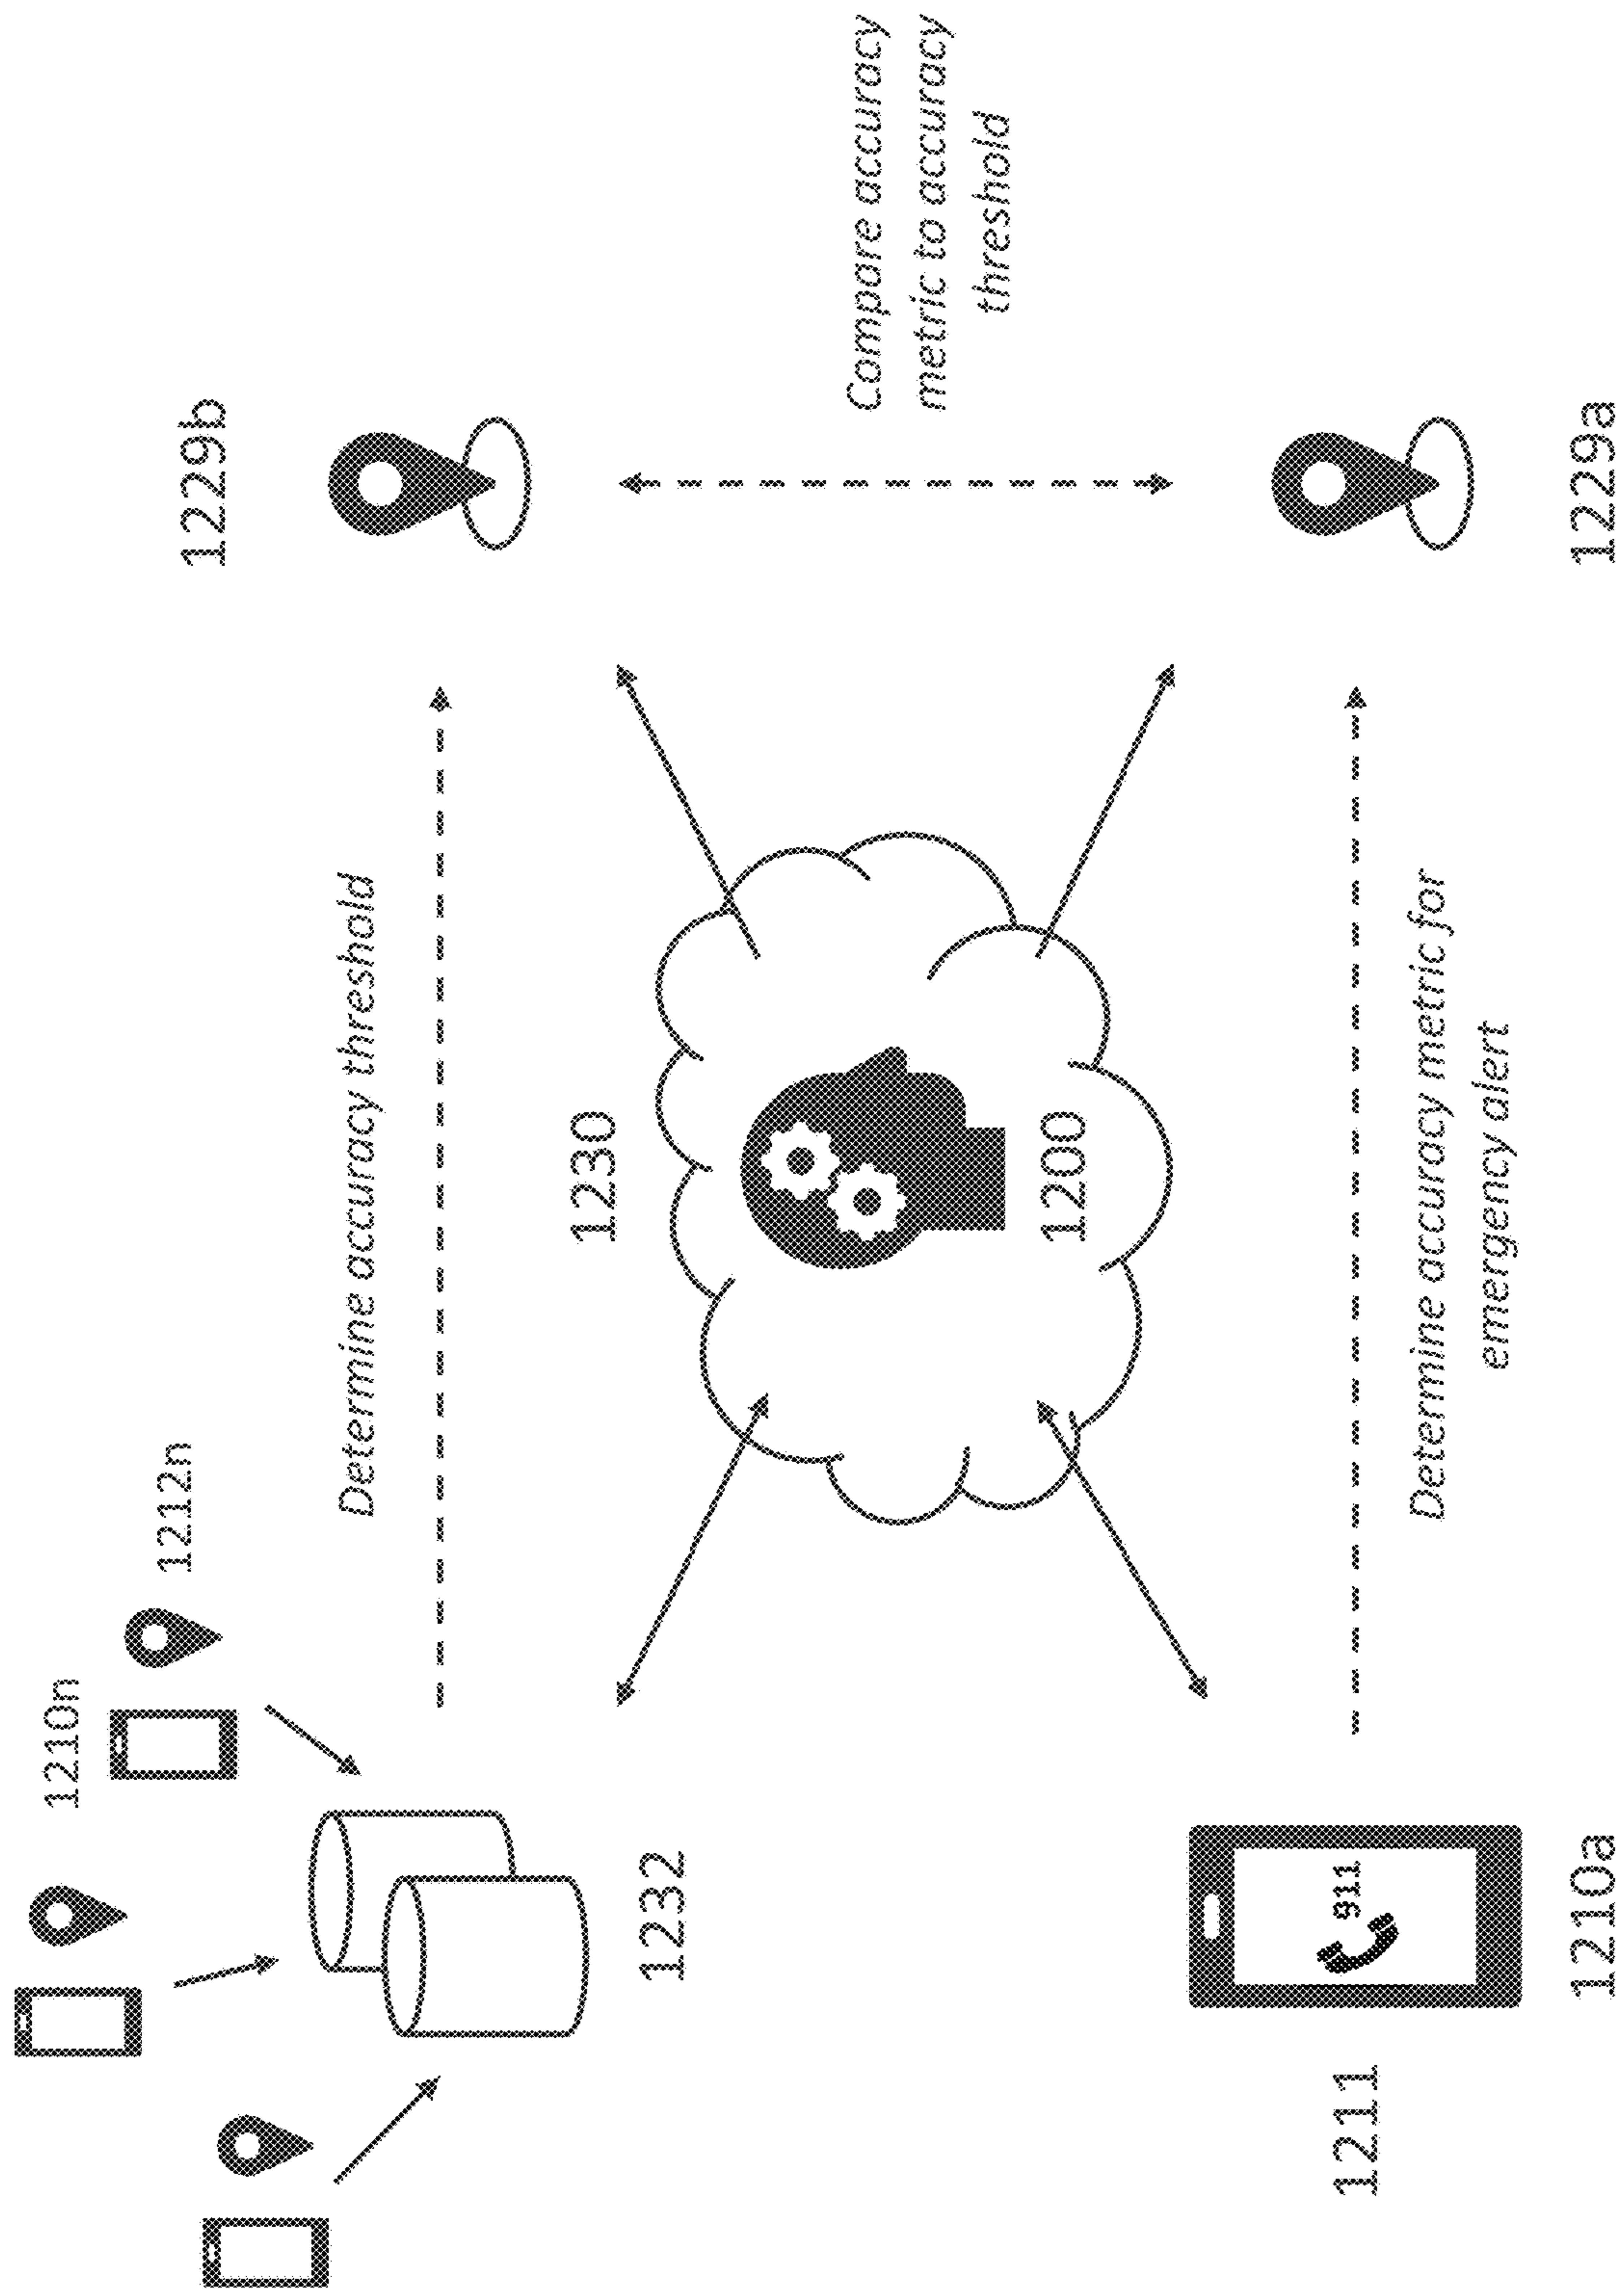 1210n
1212n
Determine accuracy threshold
1229b
1232
1230
1200
Compare accuracy
metric to accuracy
threshold
911
1211
1210a
Determine accuracy metric for
emergency alert
1229a